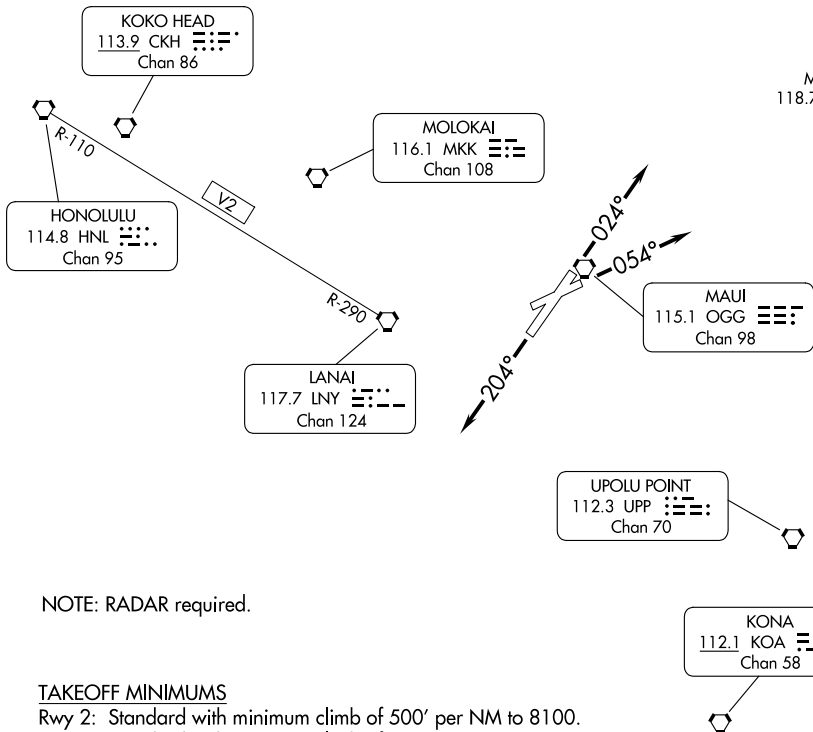 KOKO HEAD
113.9 CKH
Chan 86
118.7
R-110
MOLOKAI
116.1 MKK
Chan 108
V2
HONOLULU
114.8 HNL
Chan 95
024°
054°
R-290
MAUI
115.1 OGG
Chan 98
LANAI
117.7 LNY
Chan 124
204°
UPOLU POINT
112.3 UPP
Chan 70
NOTE: RADAR required.
KONA
112.1 KOA
Chan 58
TAKEOFF MINIMUMS
Rwy 2: Standard with minimum climb of 500' per NM to 8100.